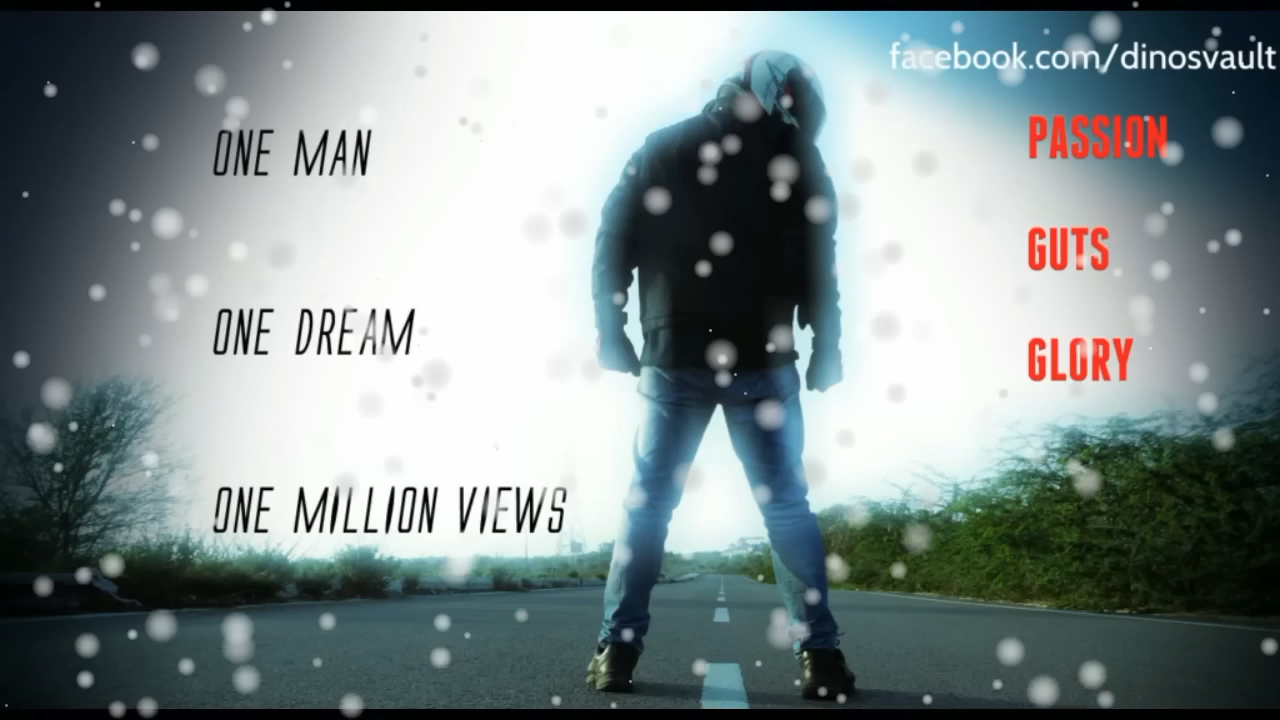 facebook.com/dinosvault
ONE MAN
ONE DREAM
ONE MILLION VIEWS
PASSION
GUTS
GLORY